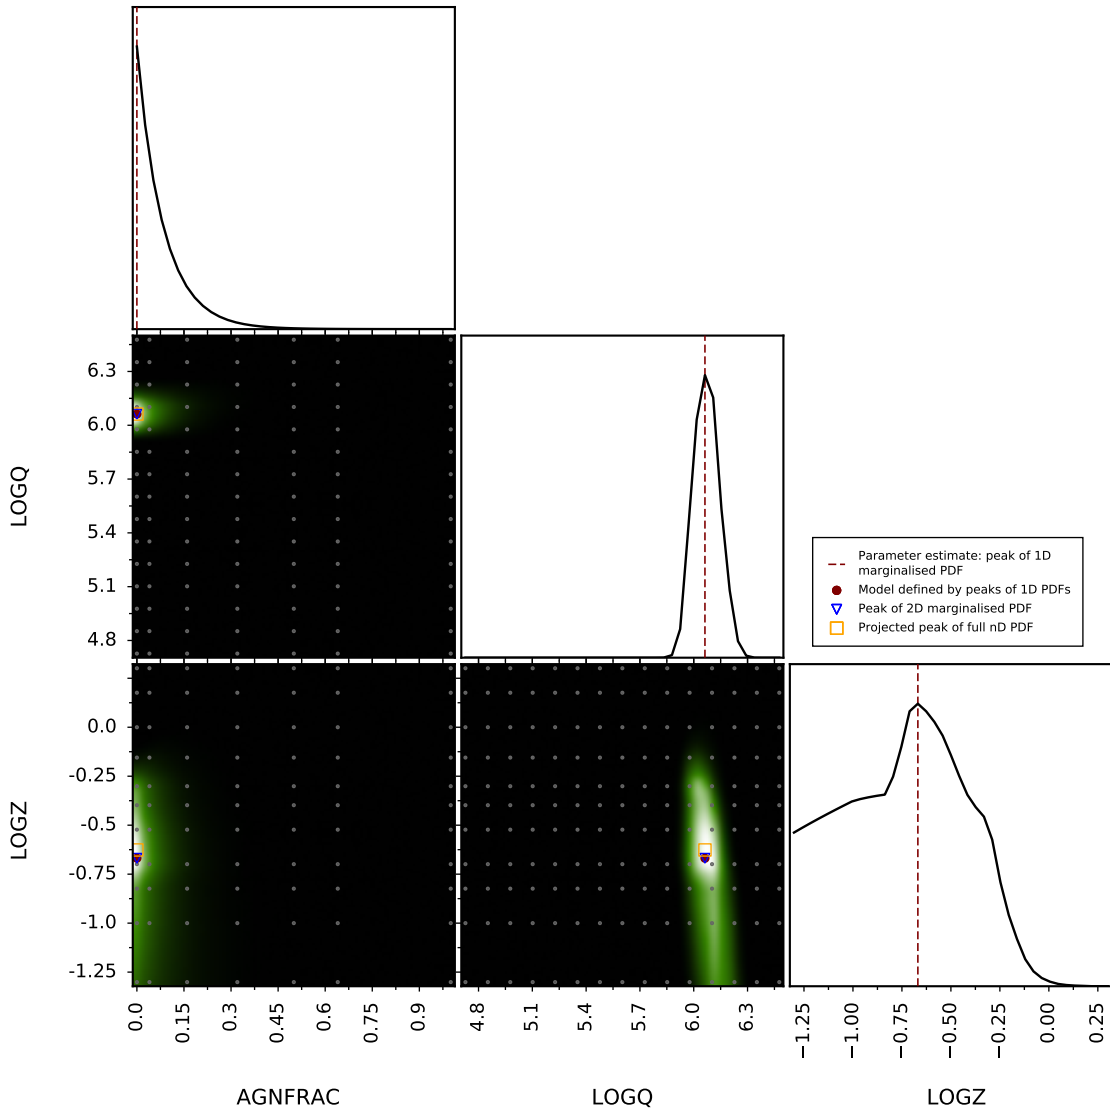 6.3
6.0
5.7
5.4
5.1
4.8
LOGQ
Parameter estimate: peak of 1D
marginalised PDF
Model defined by peaks of 1D PDFs
Peak of 2D marginalised PDF
Projected peak of full nD PDF
0.0
-0.25
-0.5
-0.75
-1.0
-1.25
LOGZ
0.0 0.15 0.3 0.45 0.6 0.75 0.9
4.8 5.1 5.4 5.7 6.0 6.3
−1.25 −1.00 −0.75 −0.50 −0.25 0.00 0.25
AGNFRAC LOGQ LOGZ